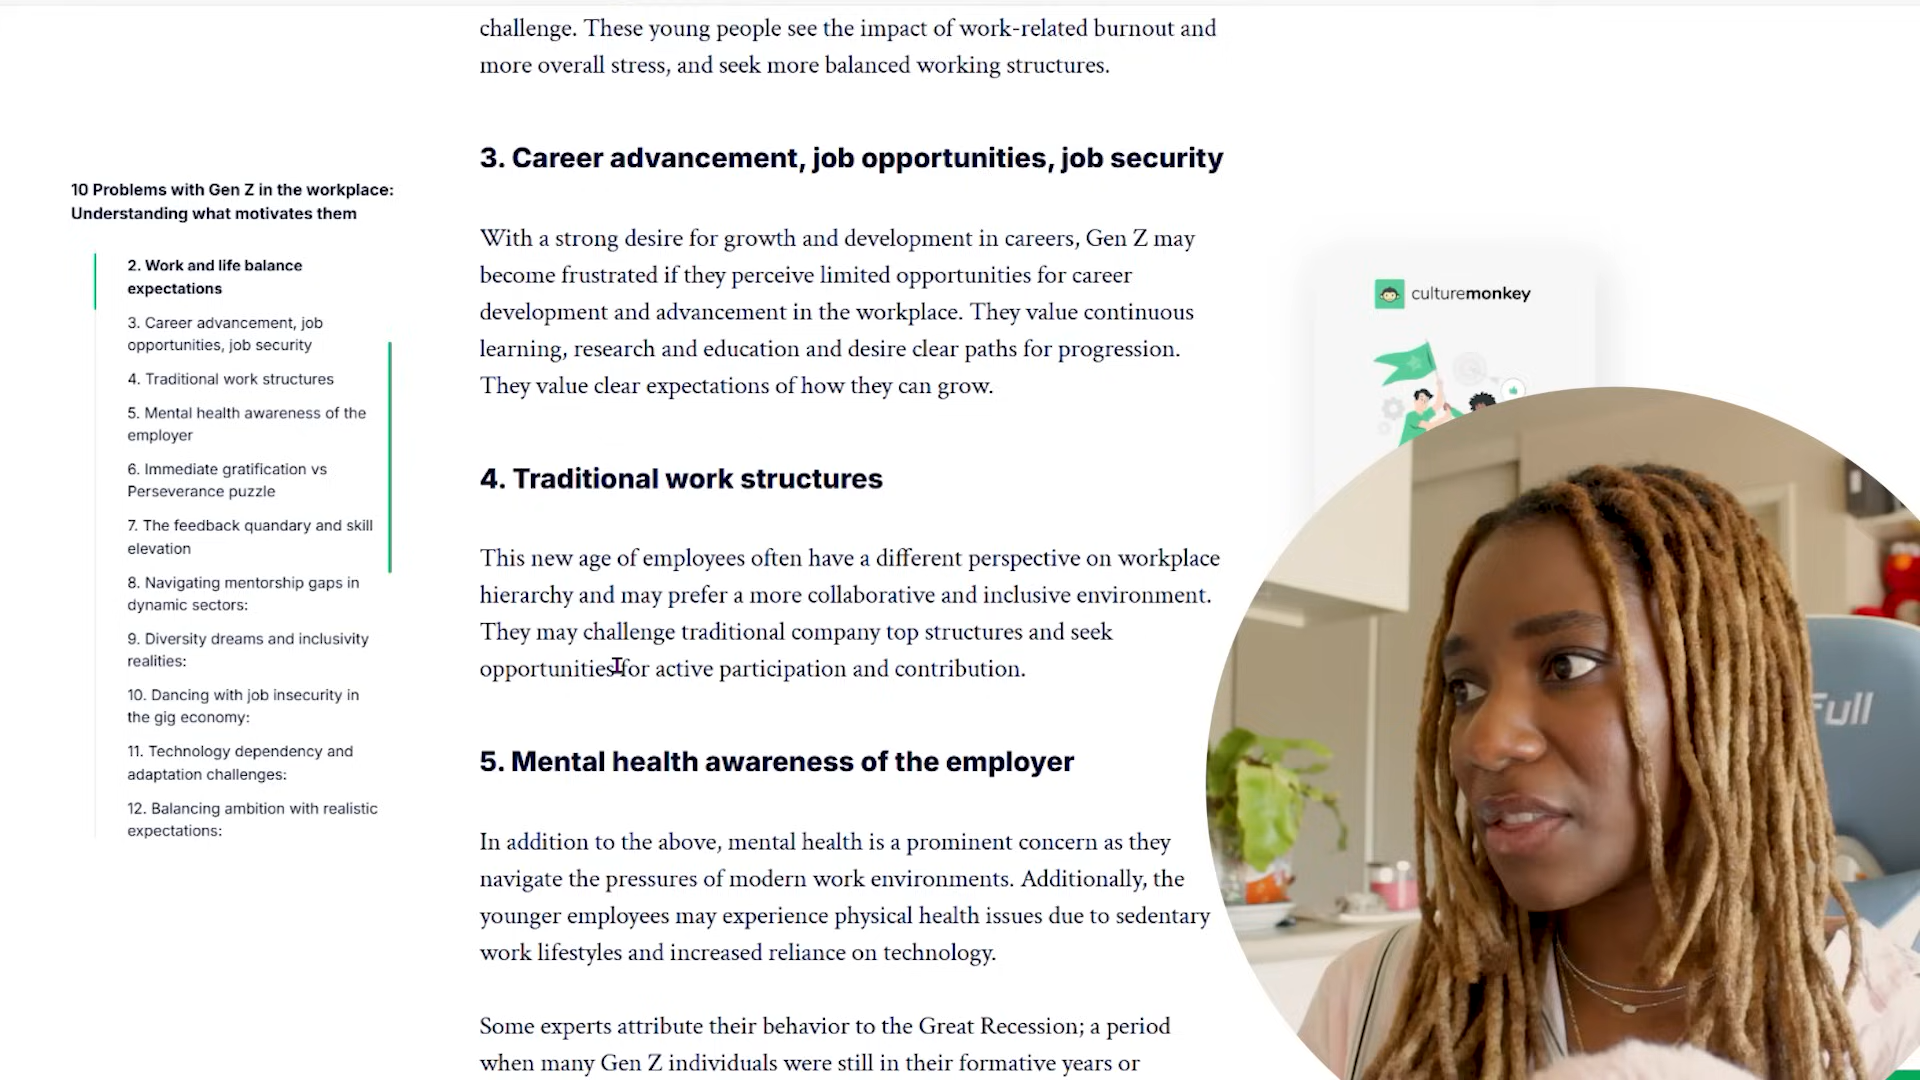 challenge. These young people see the impact of work-related burnout and
more overall stress, and seek more balanced working structures.
10 Problems with Gen Z in the workplace:
Understanding what motivates them
2. Work and life balance
expectations
3. Career advancement, job
opportunities, job security
4. Traditional work structures
5. Mental health awareness of the
employer
6. Immediate gratification vs
Perseverance puzzle
7. The feedback quandary and skill
elevation
8. Navigating mentorship gaps in
dynamic sectors:
9. Diversity dreams and inclusivity
realities:
10. Dancing with job insecurity in
the gig economy:
11. Technology dependency and
adaptation challenges:
12. Balancing ambition with realistic
expectations:
3. Career advancement, job opportunities, job security
With a strong desire for growth and development in careers, Gen Z may
become frustrated if they perceive limited opportunities for career
development and advancement in the workplace. They value continuous
learning, research and education and desire clear paths for progression.
They value clear expectations of how they can grow.
4. Traditional work structures
This new age of employees often have a different perspective on workplace
hierarchy and may prefer a more collaborative and inclusive environment.
They may challenge traditional company top structures and seek
opportunities for active participation and contribution.
5. Mental health awareness of the employer
In addition to the above, mental health is a prominent concern as they
navigate the pressures of modern work environments. Additionally, the
younger employees may experience physical health issues due to sedentary
work lifestyles and increased reliance on technology.
Some experts attribute their behavior to the Great Recession; a period
when many Gen Z individuals were still in their formative years or
culturemonkey
Full